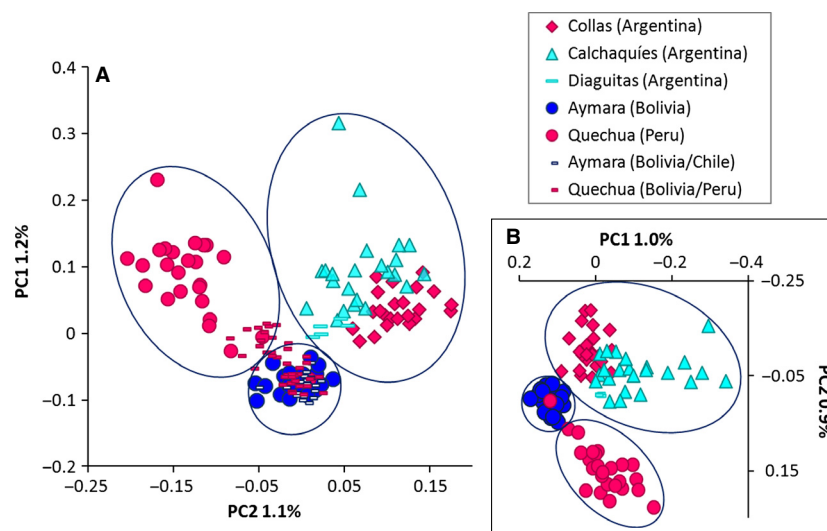 Collas (Argentina)
Calchaquíes (Argentina)
Diaguitas (Argentina)
Aymara (Bolivia)
Quechua (Peru)
Aymara (Bolivia/Chile)
Quechua (Bolivia/Peru)
A
0.4
0.3
0.2
0.1
0
–0.1
–0.2
PC1 1.2%
–0.25
–0.15
–0.05
0.05
0.15
PC2 1.1%
B
PC1 1.0%
0.2
0
–0.2
–0.4
–0.25
–0.05
0.15
PC2 0.9%